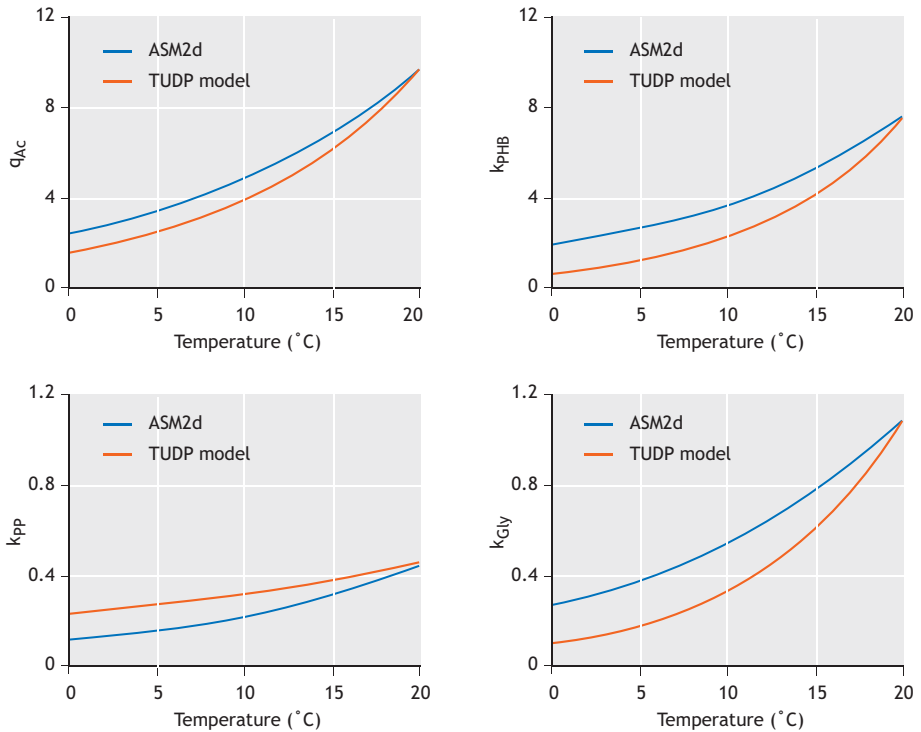 12
8
4
0
q_Ac
ASM2d
TUDP model
0 5 10 15 20
Temperature (˚C)
12
8
4
0
k_PHB
ASM2d
TUDP model
0 5 10 15 20
Temperature (˚C)
1.2
0.8
0.4
0
k_PP
ASM2d
TUDP model
0 5 10 15 20
Temperature (˚C)
1.2
0.8
0.4
0
k_Gly
ASM2d
TUDP model
0 5 10 15 20
Temperature (˚C)